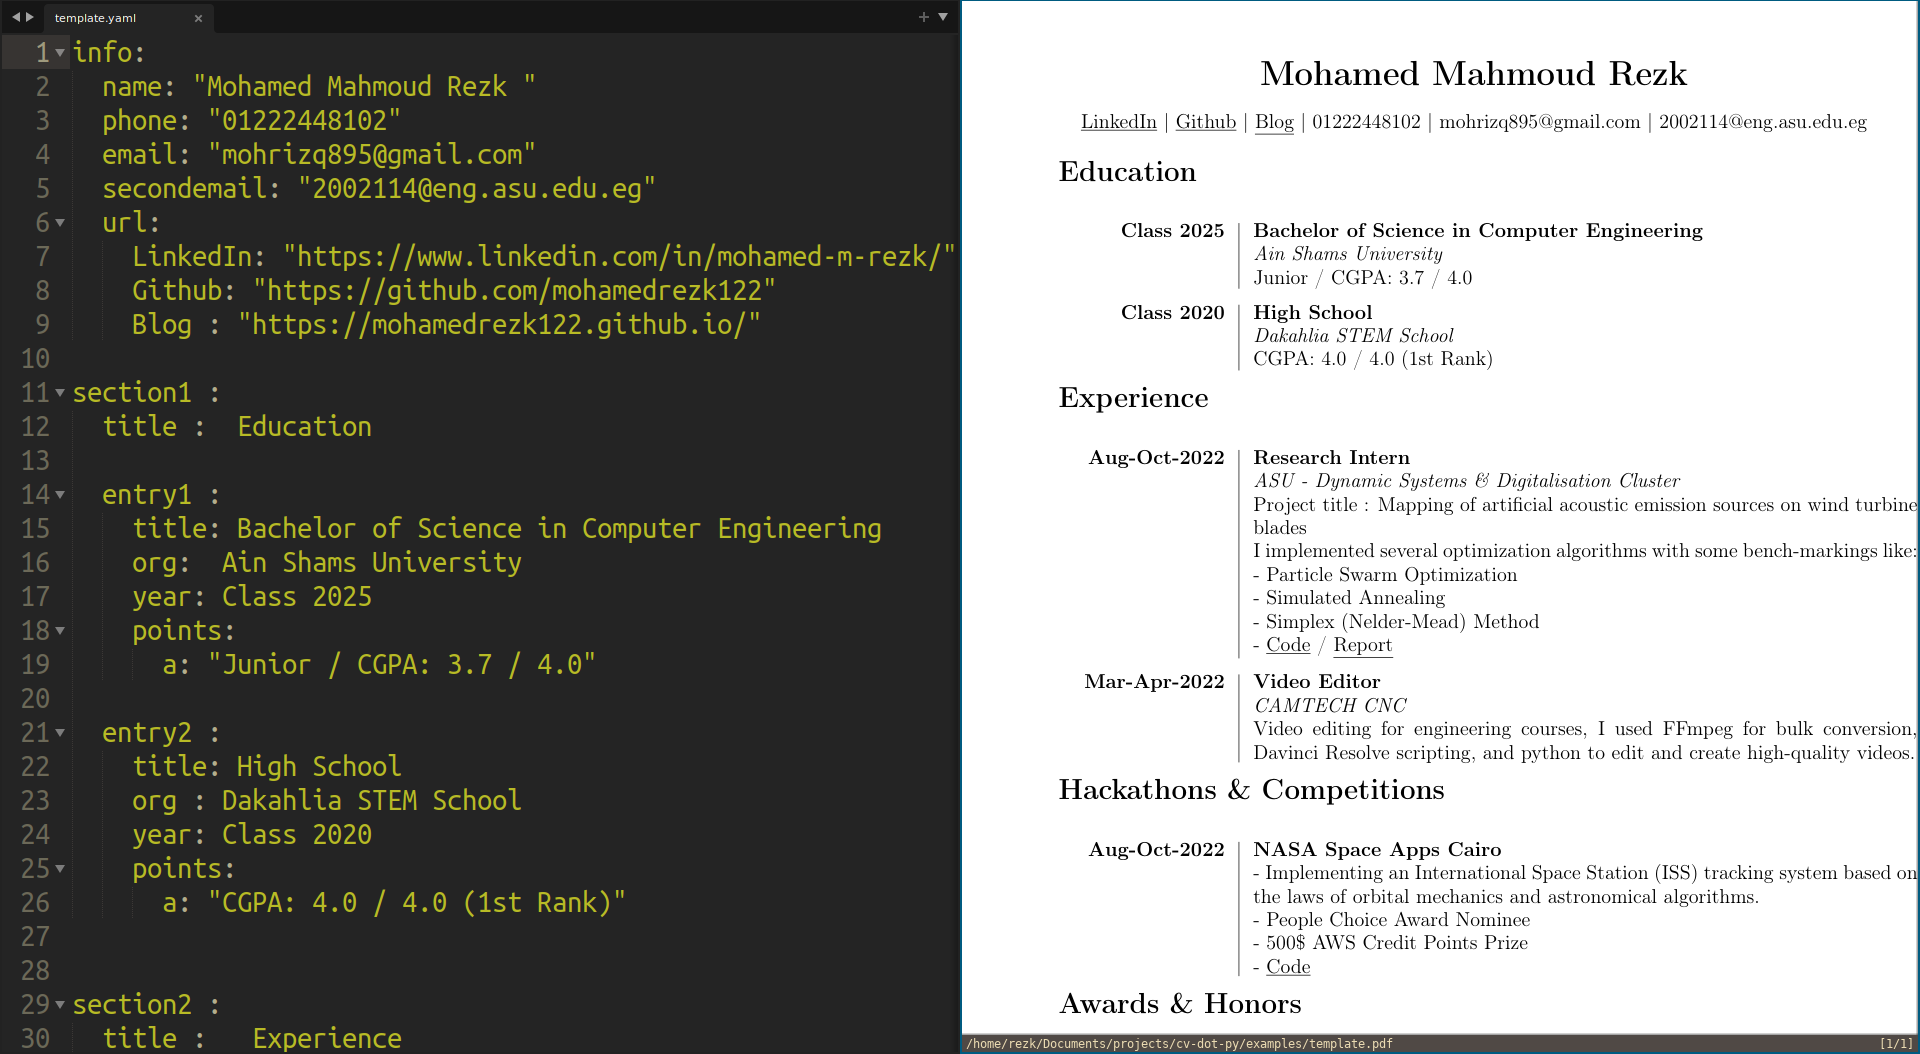 template.yaml
1 info:
2 name: "Mohamed Mahmoud Rezk "
3 phone: "01222448102"
4 email: "mohrizq895@gmail.com"
5 secondemail: "2002114@eng.asu.edu.eg"
6 url:
7 LinkedIn: "https://www.linkedin.com/in/mohamed-m-rezk/"
8 Github: "https://github.com/mohamedrezk122"
9 Blog : "https://mohamedrezk122.github.io/"
10
11 section1 :
12 title :  Education
13
14 entry1 :
15 title: Bachelor of Science in Computer Engineering
16 org:  Ain Shams University
17 year: Class 2025
18 points:
19 a: "Junior / CGPA: 3.7 / 4.0"
20
21 entry2 :
22 title: High School
23 org : Dakahlia STEM School
24 year: Class 2020
25 points:
26 a: "CGPA: 4.0 / 4.0 (1st Rank)"
27
28
29 section2 :
30 title :   Experience
Mohamed Mahmoud Rezk
LinkedIn | Github | Blog | 01222448102 | mohrizq895@gmail.com | 2002114@eng.asu.edu.eg
Education
Class 2025 Bachelor of Science in Computer Engineering
Ain Shams University
Junior / CGPA: 3.7 / 4.0
Class 2020 High School
Dakahlia STEM School
CGPA: 4.0 / 4.0 (1st Rank)
Experience
Aug-Oct-2022 Research Intern
ASU - Dynamic Systems & Digitalisation Cluster
Project title : Mapping of artificial acoustic emission sources on wind turbine
blades
I implemented several optimization algorithms with some bench-markings like:
- Particle Swarm Optimization
- Simulated Annealing
- Simplex (Nelder-Mead) Method
- Code / Report
Mar-Apr-2022 Video Editor
CAMTECH CNC
Video editing for engineering courses, I used FFmpeg for bulk conversion,
Davinci Resolve scripting, and python to edit and create high-quality videos.
Hackathons & Competitions
Aug-Oct-2022 NASA Space Apps Cairo
- Implementing an International Space Station (ISS) tracking system based on
the laws of orbital mechanics and astronomical algorithms.
- People Choice Award Nominee
- 500$ AWS Credit Points Prize
- Code
Awards & Honors
/home/rezk/Documents/projects/cv-dot-py/examples/template.pdf [1/1]